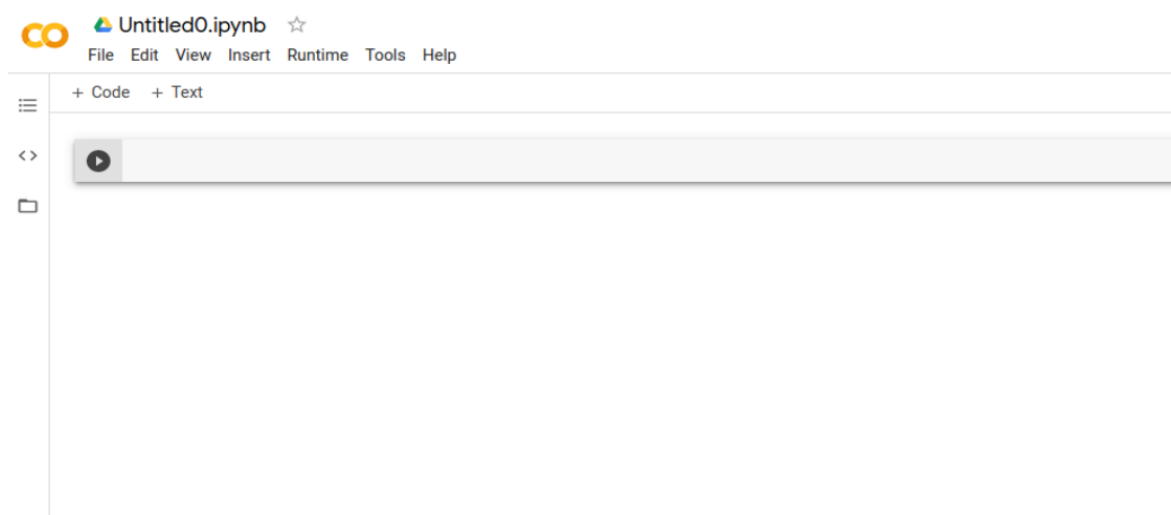 CO Untitled0.ipynb
File Edit View Insert Runtime Tools Help
+ Code + Text